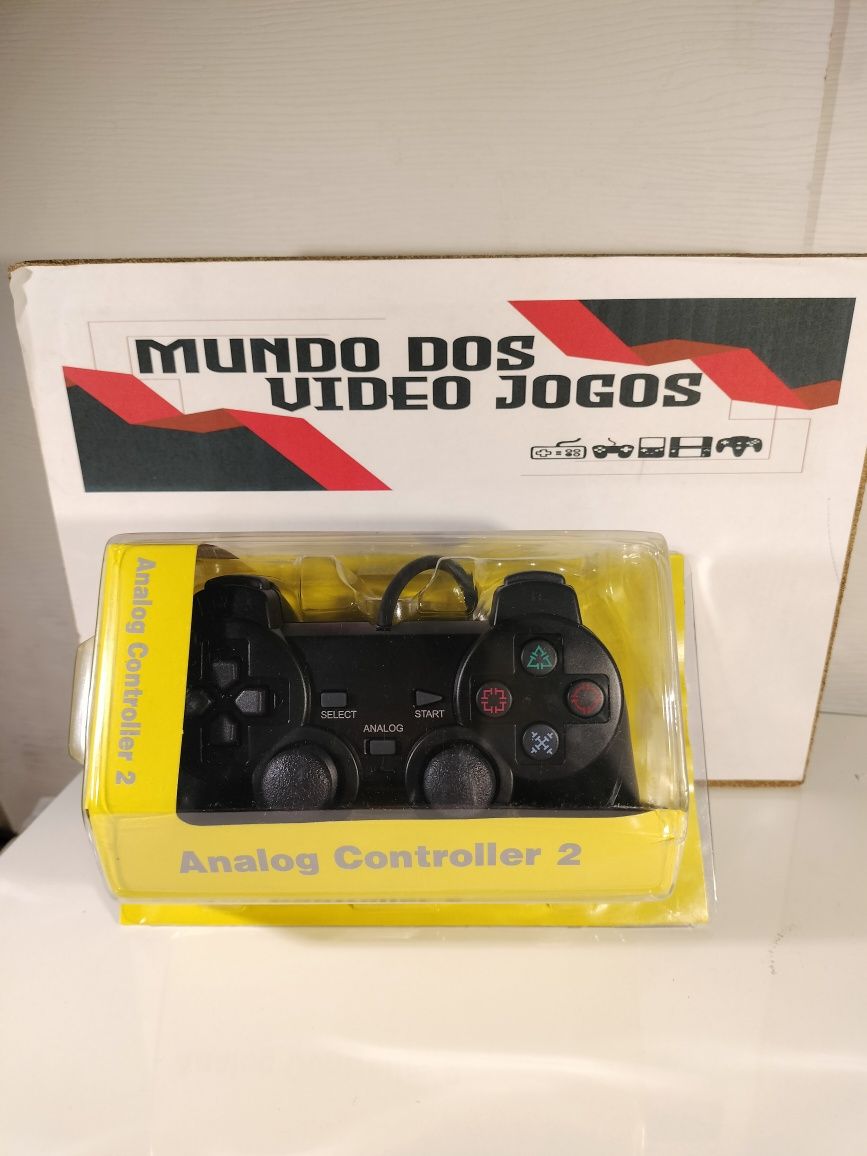 MUNDO DOS
VIDEO JOGOS
Analog Controller 2
SELECT
START
ANALOG
Analog Controller 2